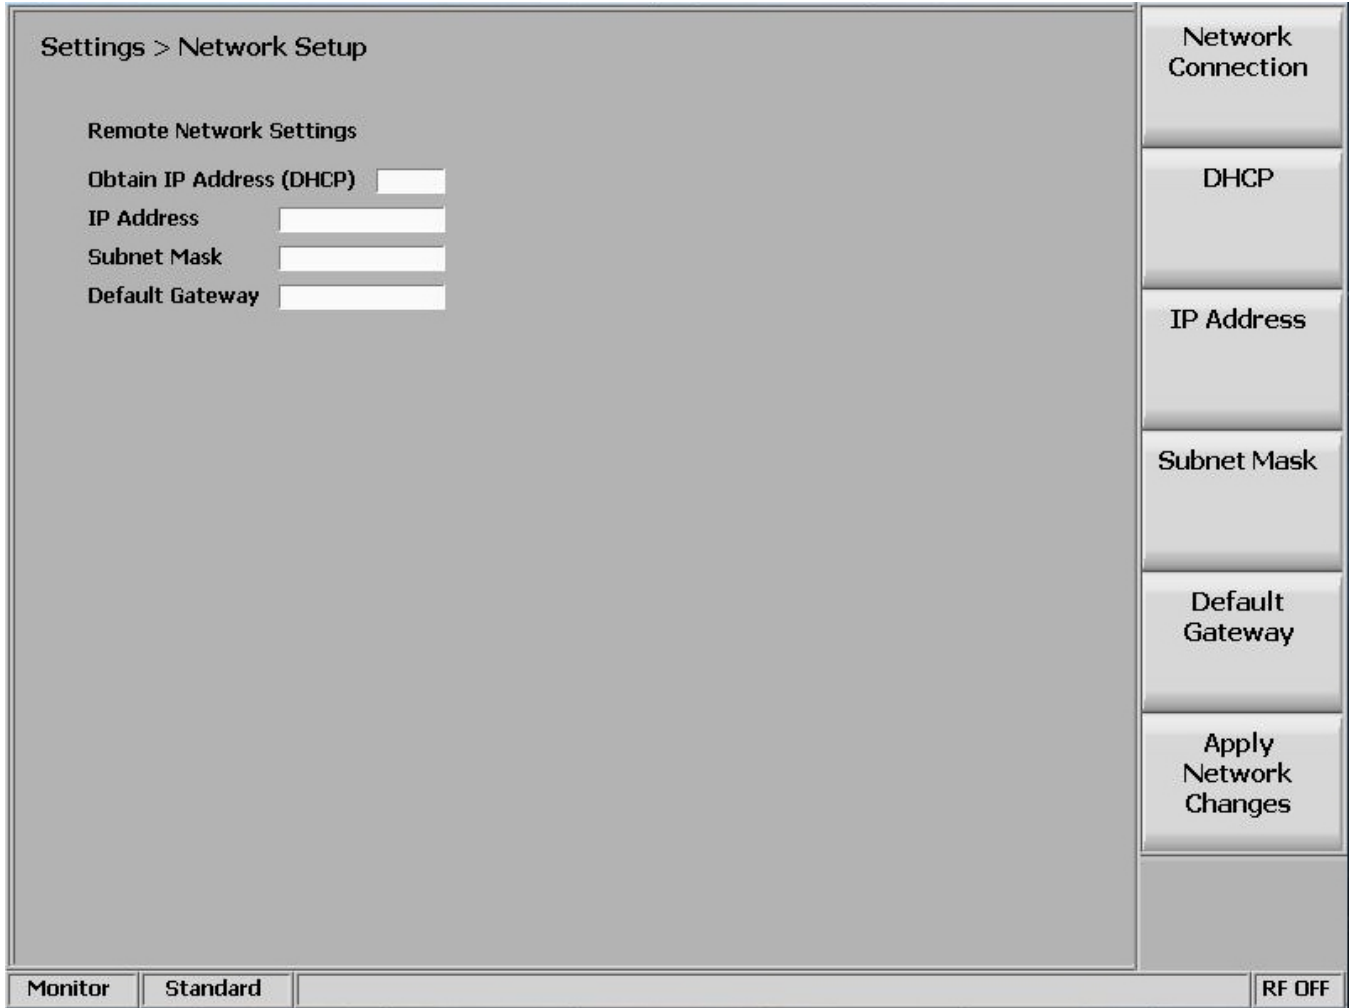 Settings > Network Setup
Remote Network Settings
Obtain IP Address (DHCP)
IP Address
Subnet Mask
Default Gateway
Network
Connection
DHCP
IP Address
Subnet Mask
Default
Gateway
Apply
Network
Changes
Monitor
Standard
RF OFF